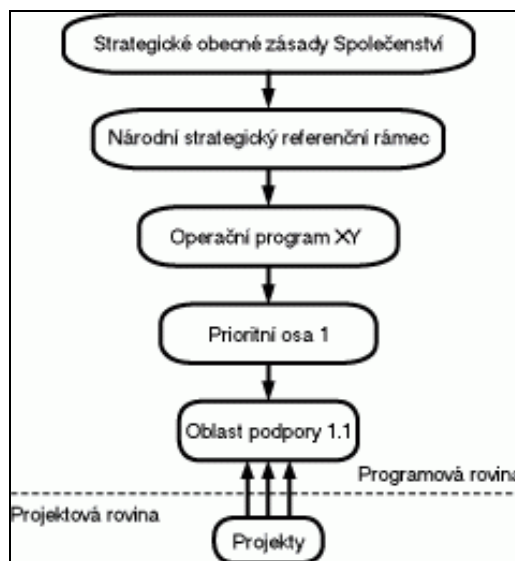 Strategické obecné zásady Společenství
Národní strategický referenční rámec
Operační program XY
Prioritní osa 1
Oblast podpory 1.1
Programová rovina
Projektová rovina
Projekty